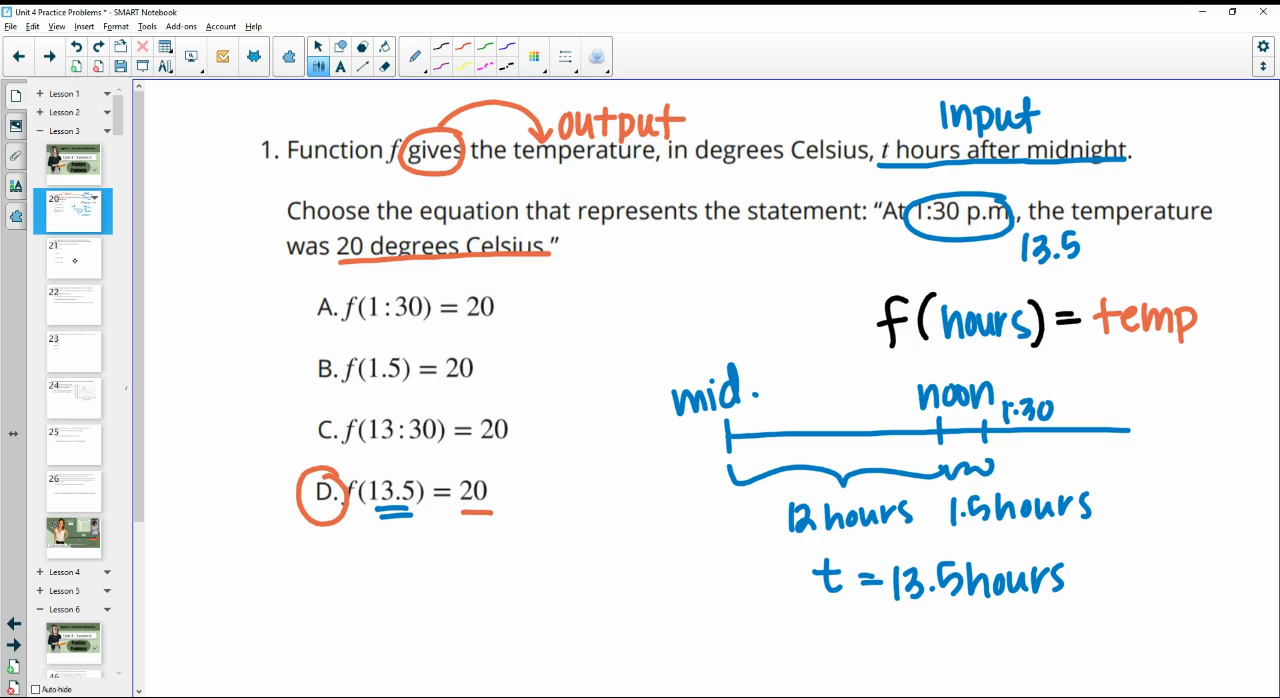 Unit 4 Practice Problems * - SMART Notebook
File Edit View Insert Format Tools Add-ons Account Help
Lesson 1
Lesson 2
Lesson 3
20
21
22
23
24
25
26
Lesson 4
Lesson 5
Lesson 6
Auto-hide
output
Input
1. Function f gives the temperature, in degrees Celsius, t hours after midnight.
Choose the equation that represents the statement: “At 1:30 p.m., the temperature
was 20 degrees Celsius.”
13.5
A. f(1:30) = 20
B. f(1.5) = 20
C. f(13:30) = 20
D. f(13.5) = 20
f(hours) = temp
mid. noon 1:30
12 hours 1.5 hours
t = 13.5 hours